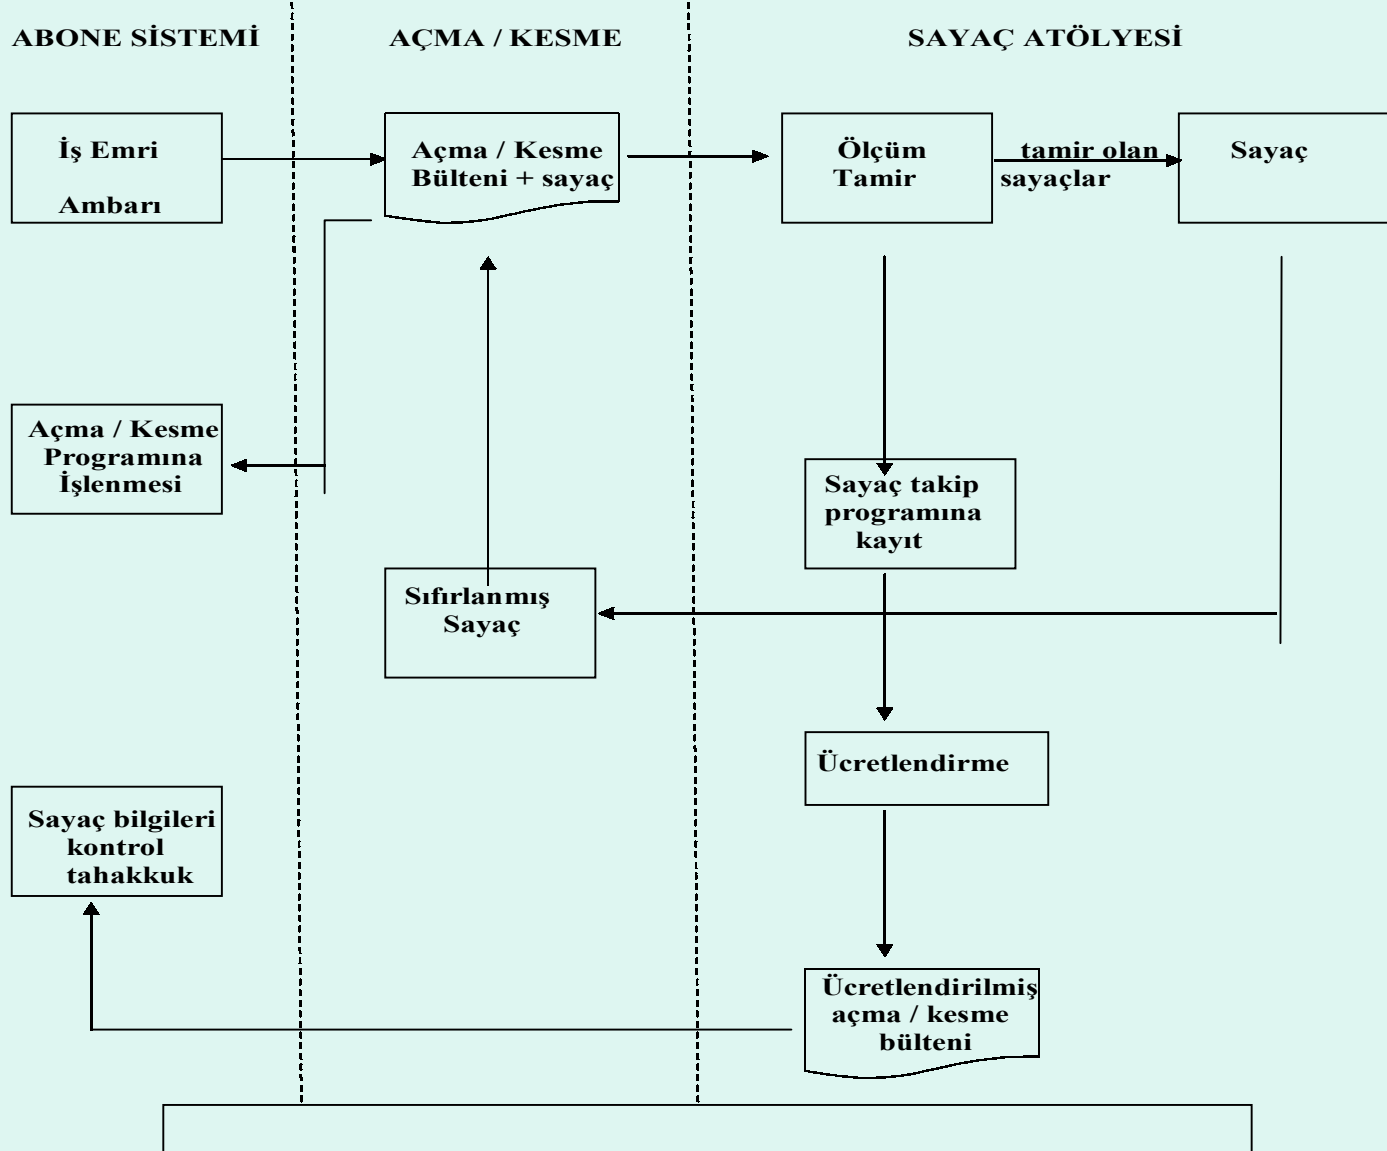 ABONE SİSTEMİ
AÇMA / KESME
SAYAÇ ATÖLYESİ
İş Emri
Ambarı
Açma / Kesme
Bülteni + sayaç
Ölçüm
Tamir
tamir olan
sayaçlar
Sayaç
Açma / Kesme
Programına
İşlenmesi
Sayaç takip
programına
kayıt
Sıfırlanmış
Sayaç
Ücretlendirme
Sayaç bilgileri
kontrol
tahakkuk
Ücretlendirilmiş
açma / kesme
bülteni